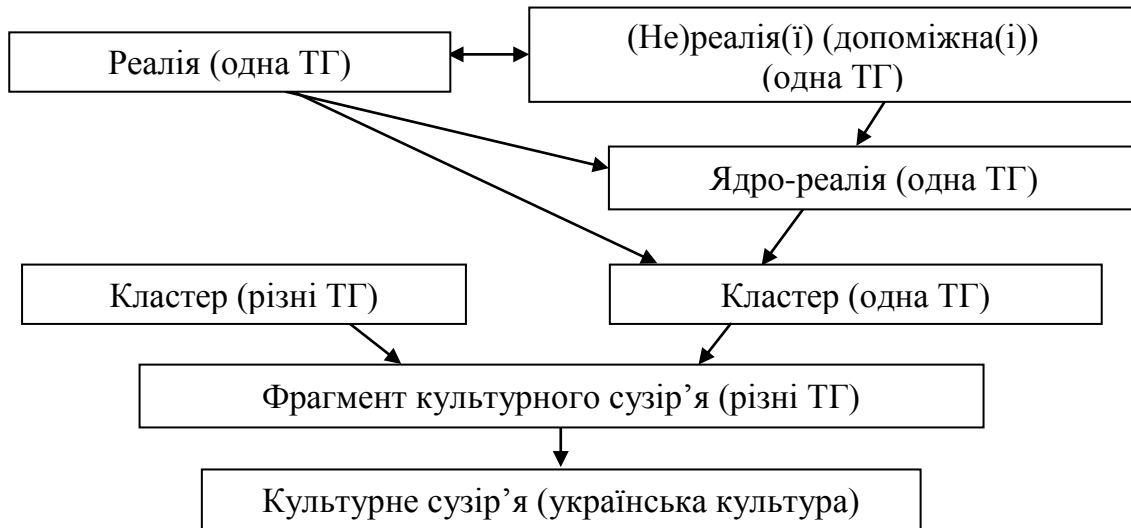 Реалія (одна ТГ)
(Не)реалія(ї) (допоміжна(і))
(одна ТГ)
Ядро-реалія (одна ТГ)
Кластер (різні ТГ)
Кластер (одна ТГ)
Фрагмент культурного сузір’я (різні ТГ)
Культурне сузір’я (українська культура)